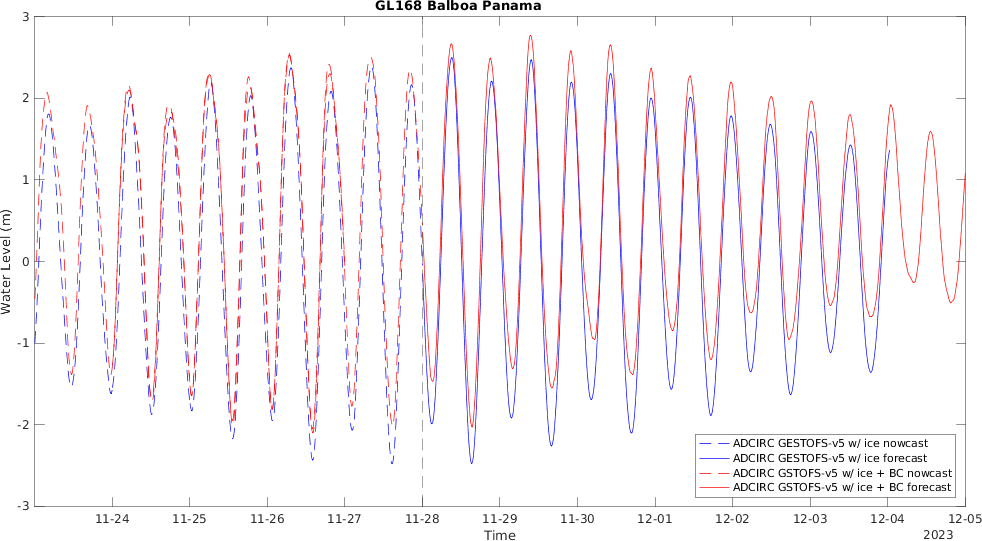 GL168 Balboa Panama
3
2
1
0
-1
-2
-3
Water Level (m)
ADCIRC GESTOFS-v5 w/ ice nowcast
ADCIRC GESTOFS-v5 w/ ice forecast
ADCIRC GSTOFS-v5 w/ ice + BC nowcast
ADCIRC GSTOFS-v5 w/ ice + BC forecast
11-24 11-25 11-26 11-27 11-28 11-29 11-30 12-01 12-02 12-03 12-04 12-05
Time
2023